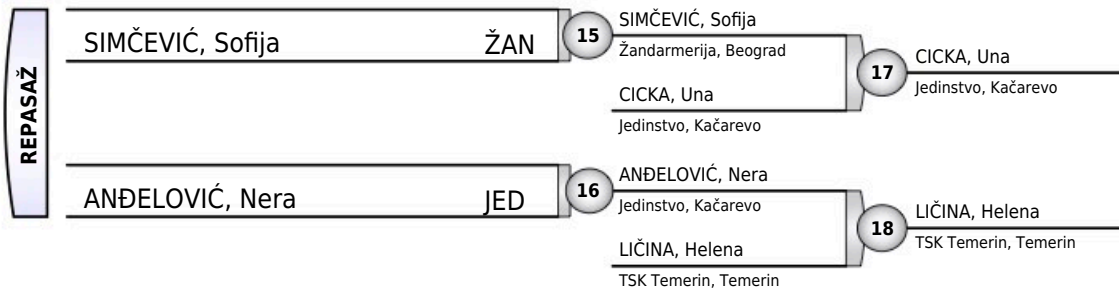 REPASAŽ
SIMČEVIĆ, Sofija ŽAN
15
SIMČEVIĆ, Sofija
Žandarmerija, Beograd
CICKA, Una
Jedinstvo, Kačarevo
17
CICKA, Una
Jedinstvo, Kačarevo
ANĐELOVIĆ, Nera JED
16
ANĐELOVIĆ, Nera
Jedinstvo, Kačarevo
LIČINA, Helena
TSK Temerin, Temerin
18
LIČINA, Helena
TSK Temerin, Temerin